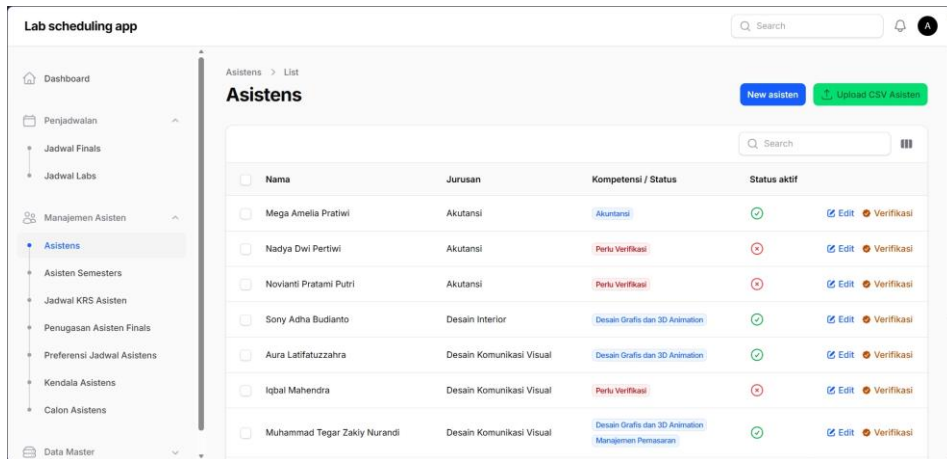 Lab scheduling app
Search
A
Dashboard
Penjadwalan
Jadwal Finals
Jadwal Labs
Manajemen Asisten
Asistens
Asisten Semesters
Jadwal KRS Asisten
Penugasan Asisten Finals
Preferensi Jadwal Asistens
Kendala Asistens
Calon Asistens
Data Master
Asistens > List
Asistens
New asisten
Upload CSV Asisten
Search
Nama Jurusan Kompetensi / Status Status aktif
Mega Amelia Pratiwi Akutansi Akuntansi Edit Verifikasi
Nadya Dwi Pertiwi Akutansi Perlu Verifikasi Edit Verifikasi
Novianti Pratami Putri Akutansi Perlu Verifikasi Edit Verifikasi
Sony Adha Budianto Desain Interior Desain Grafis dan 3D Animation Edit Verifikasi
Aura Latifatuzzahra Desain Komunikasi Visual Desain Grafis dan 3D Animation Edit Verifikasi
Iqbal Mahendra Desain Komunikasi Visual Perlu Verifikasi Edit Verifikasi
Muhammad Tegar Zakiy Nurandi Desain Komunikasi Visual Desain Grafis dan 3D Animation Edit Verifikasi
Manajemen Pemasaran